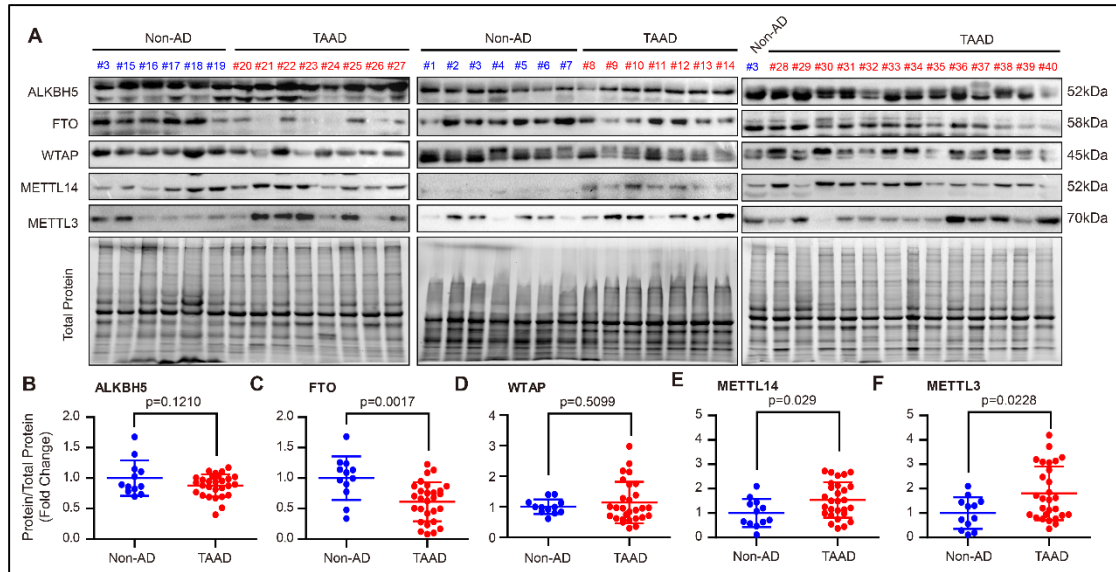 A
Non-AD TAAD Non-AD TAAD Non-AD TAAD
#3 #15 #16 #17 #18 #19 #20 #21 #22 #23 #24 #25 #26 #27 #1 #2 #3 #4 #5 #6 #7 #8 #9 #10 #11 #12 #13 #14 #3 #28 #29 #30 #31 #32 #33 #34 #35 #36 #37 #38 #39 #40
ALKBH5 52kDa
FTO 58kDa
WTAP 45kDa
METTL14 52kDa
METTL3 70kDa
Total Protein
B ALKBH5
p=0.1210
Protein/Total Protein
(Fold Change)
2.0
1.5
1.0
0.5
0.0
Non-AD TAAD
C FTO
p=0.0017
2.0
1.5
1.0
0.5
0.0
Non-AD TAAD
D WTAP
p=0.5099
4
3
2
1
0
Non-AD TAAD
E METTL14
p=0.029
5
4
3
2
1
0
Non-AD TAAD
F METTL3
p=0.0228
5
4
3
2
1
0
Non-AD TAAD